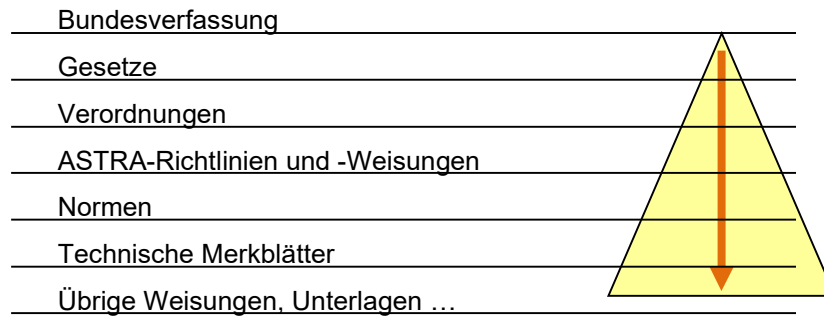 Bundesverfassung
Gesetze
Verordnungen
ASTRA-Richtlinien und -Weisungen
Normen
Technische Merkblätter
Übrige Weisungen, Unterlagen …